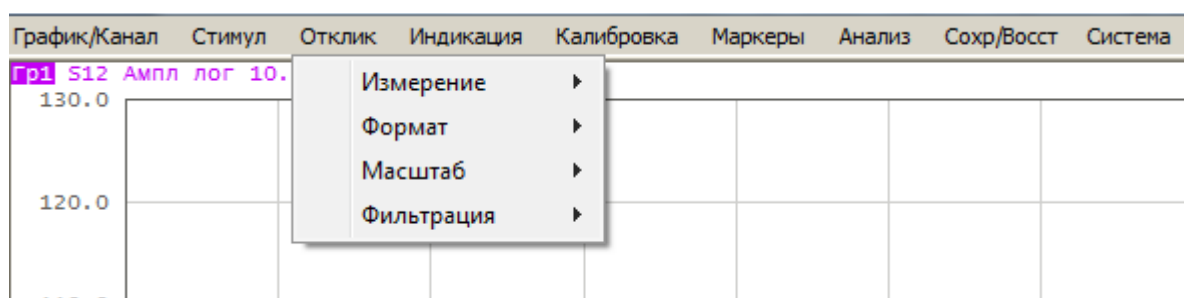 График/Канал Стимул Отклик Индикация Калибровка Маркеры Анализ Сохр/Восст Система
Гр1 S12 Ампл лог 10.
130.0
Измерение
Формат
Масштаб
120.0
Фильтрация